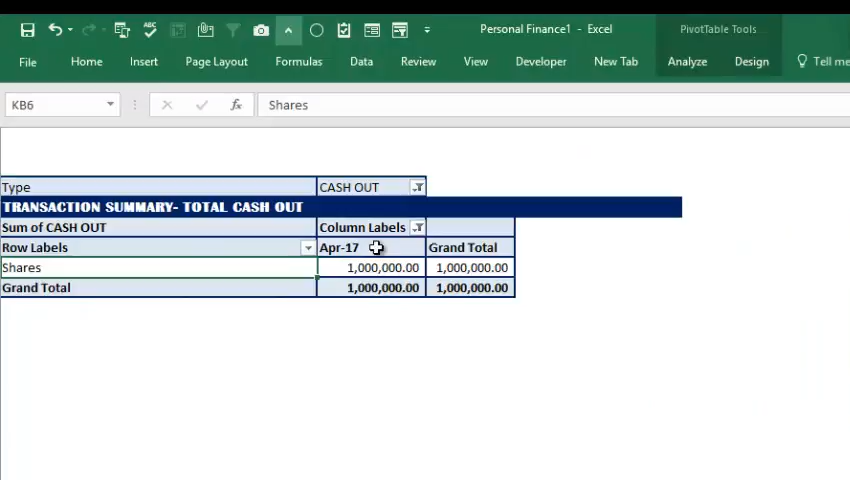 Personal Finance1 - Excel
PivotTable Tools
File Home Insert Page Layout Formulas Data Review View Developer New Tab Analyze Design Tell me
KB6 fx Shares
Type CASH OUT
TRANSACTION SUMMARY- TOTAL CASH OUT
Sum of CASH OUT Column Labels
Row Labels Apr-17 Grand Total
Shares 1,000,000.00 1,000,000.00
Grand Total 1,000,000.00 1,000,000.00